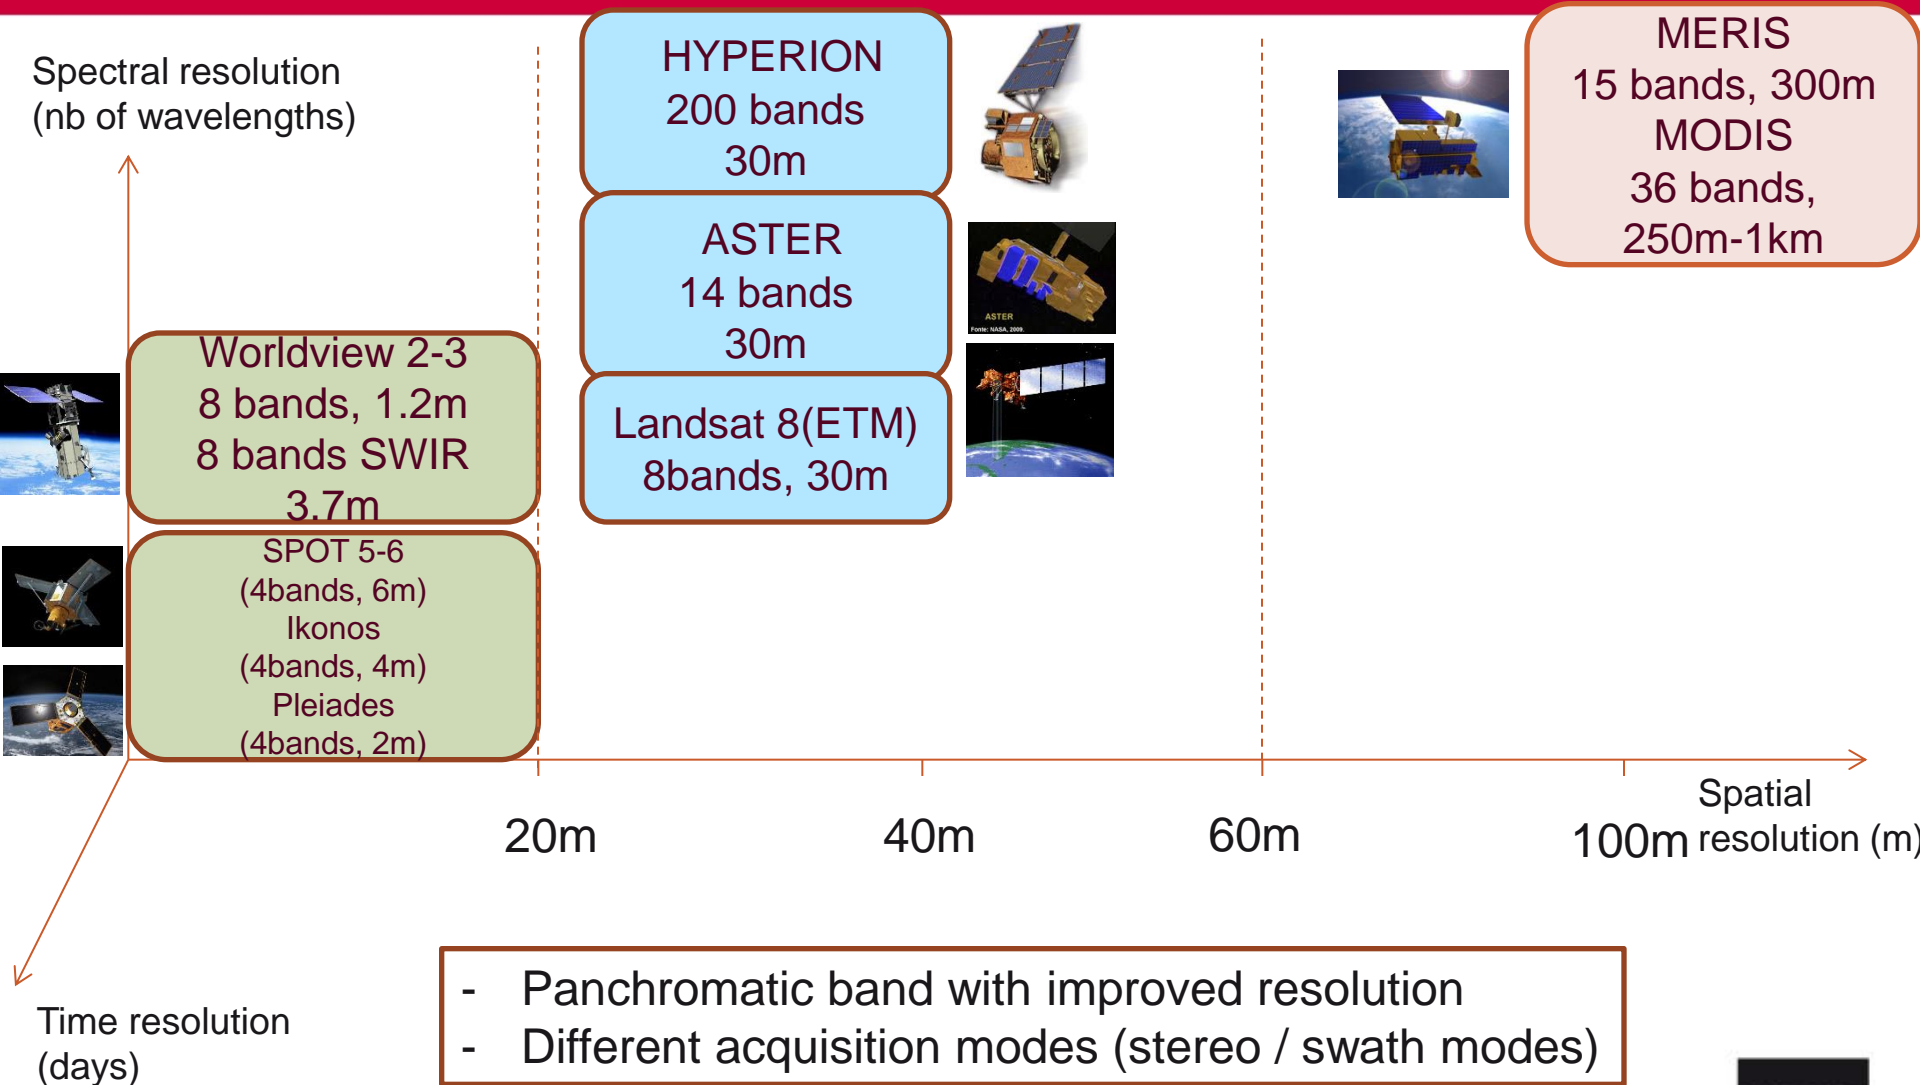 Spectral resolution
(nb of wavelengths)
HYPERION
200 bands
30m
MERIS
15 bands, 300m
MODIS
36 bands,
250m-1km
ASTER
14 bands
30m
ASTER
Fonte: NASA, 2009.
Worldview 2-3
8 bands, 1.2m
8 bands SWIR
3.7m
Landsat 8(ETM)
8bands, 30m
SPOT 5-6
(4bands, 6m)
Ikonos
(4bands, 4m)
Pleiades
(4bands, 2m)
20m
40m
60m
100m
Spatial
resolution (m)
Time resolution
(days)
- Panchromatic band with improved resolution
- Different acquisition modes (stereo / swath modes)